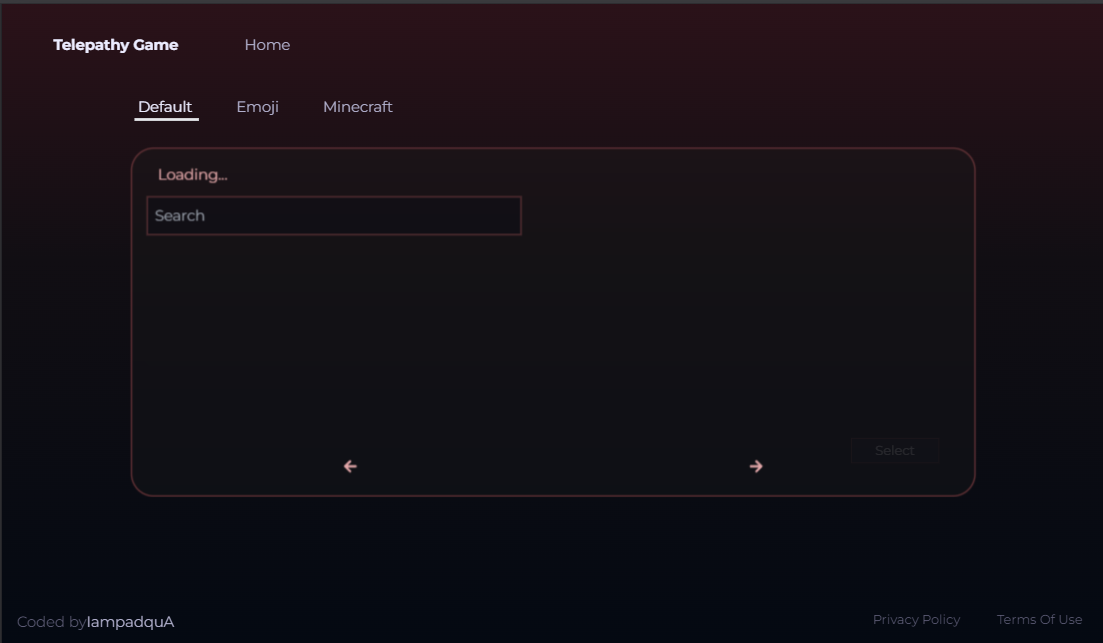 Telepathy Game Home
Default Emoji Minecraft
Loading...
Search
Select
Coded bylampadquA Privacy Policy Terms Of Use